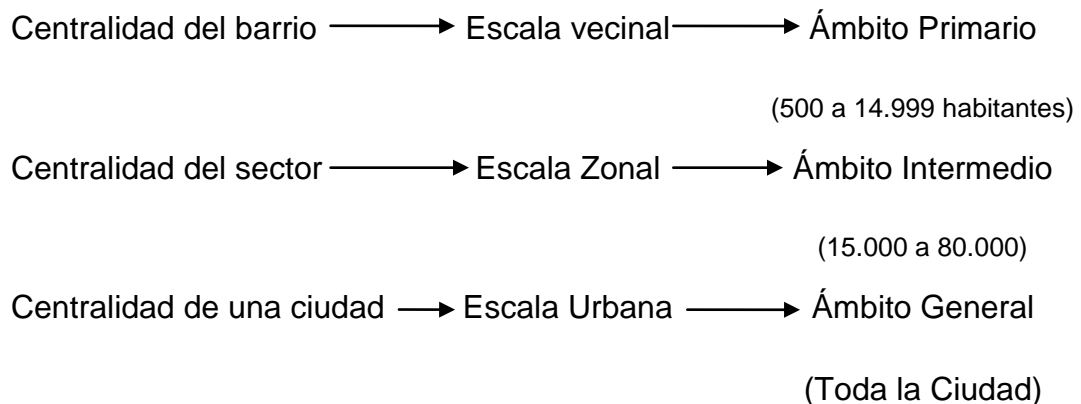 Centralidad del barrio Escala vecinal Ámbito Primario
(500 a 14.999 habitantes)
Centralidad del sector Escala Zonal Ámbito Intermedio
(15.000 a 80.000)
Centralidad de una ciudad Escala Urbana Ámbito General
(Toda la Ciudad)